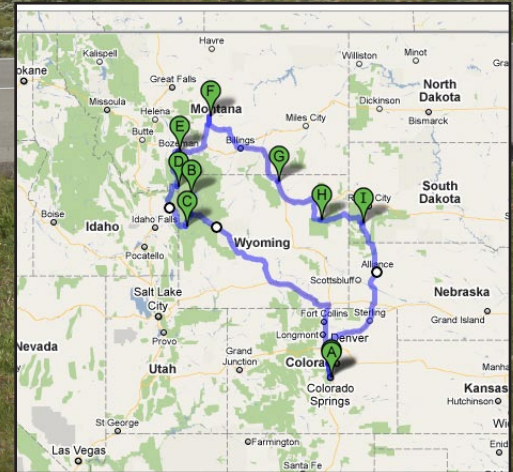 Havre
Kalispell
Williston
Minot
okane
Great Falls
North Dakota
Missoula
Helena
F
Montana
Dickinson
Bismarck
Miles City
Butte
E
Bozeman
Billings
G
D
B
H
I
City
South Dakota
C
Boise
Idaho
Idaho Falls
Wyoming
Pocatello
Alliance
Scottsbluff
Nebraska
Salt Lake City
Fort Collins
Sterling
Grand Island
Longmont
Provo
Denver
Nevada
A
Grand Junction
Utah
Colorado Springs
Kansas
Hutchinson
St George
Farmington
Las Vegas
Enid
Santa Fe